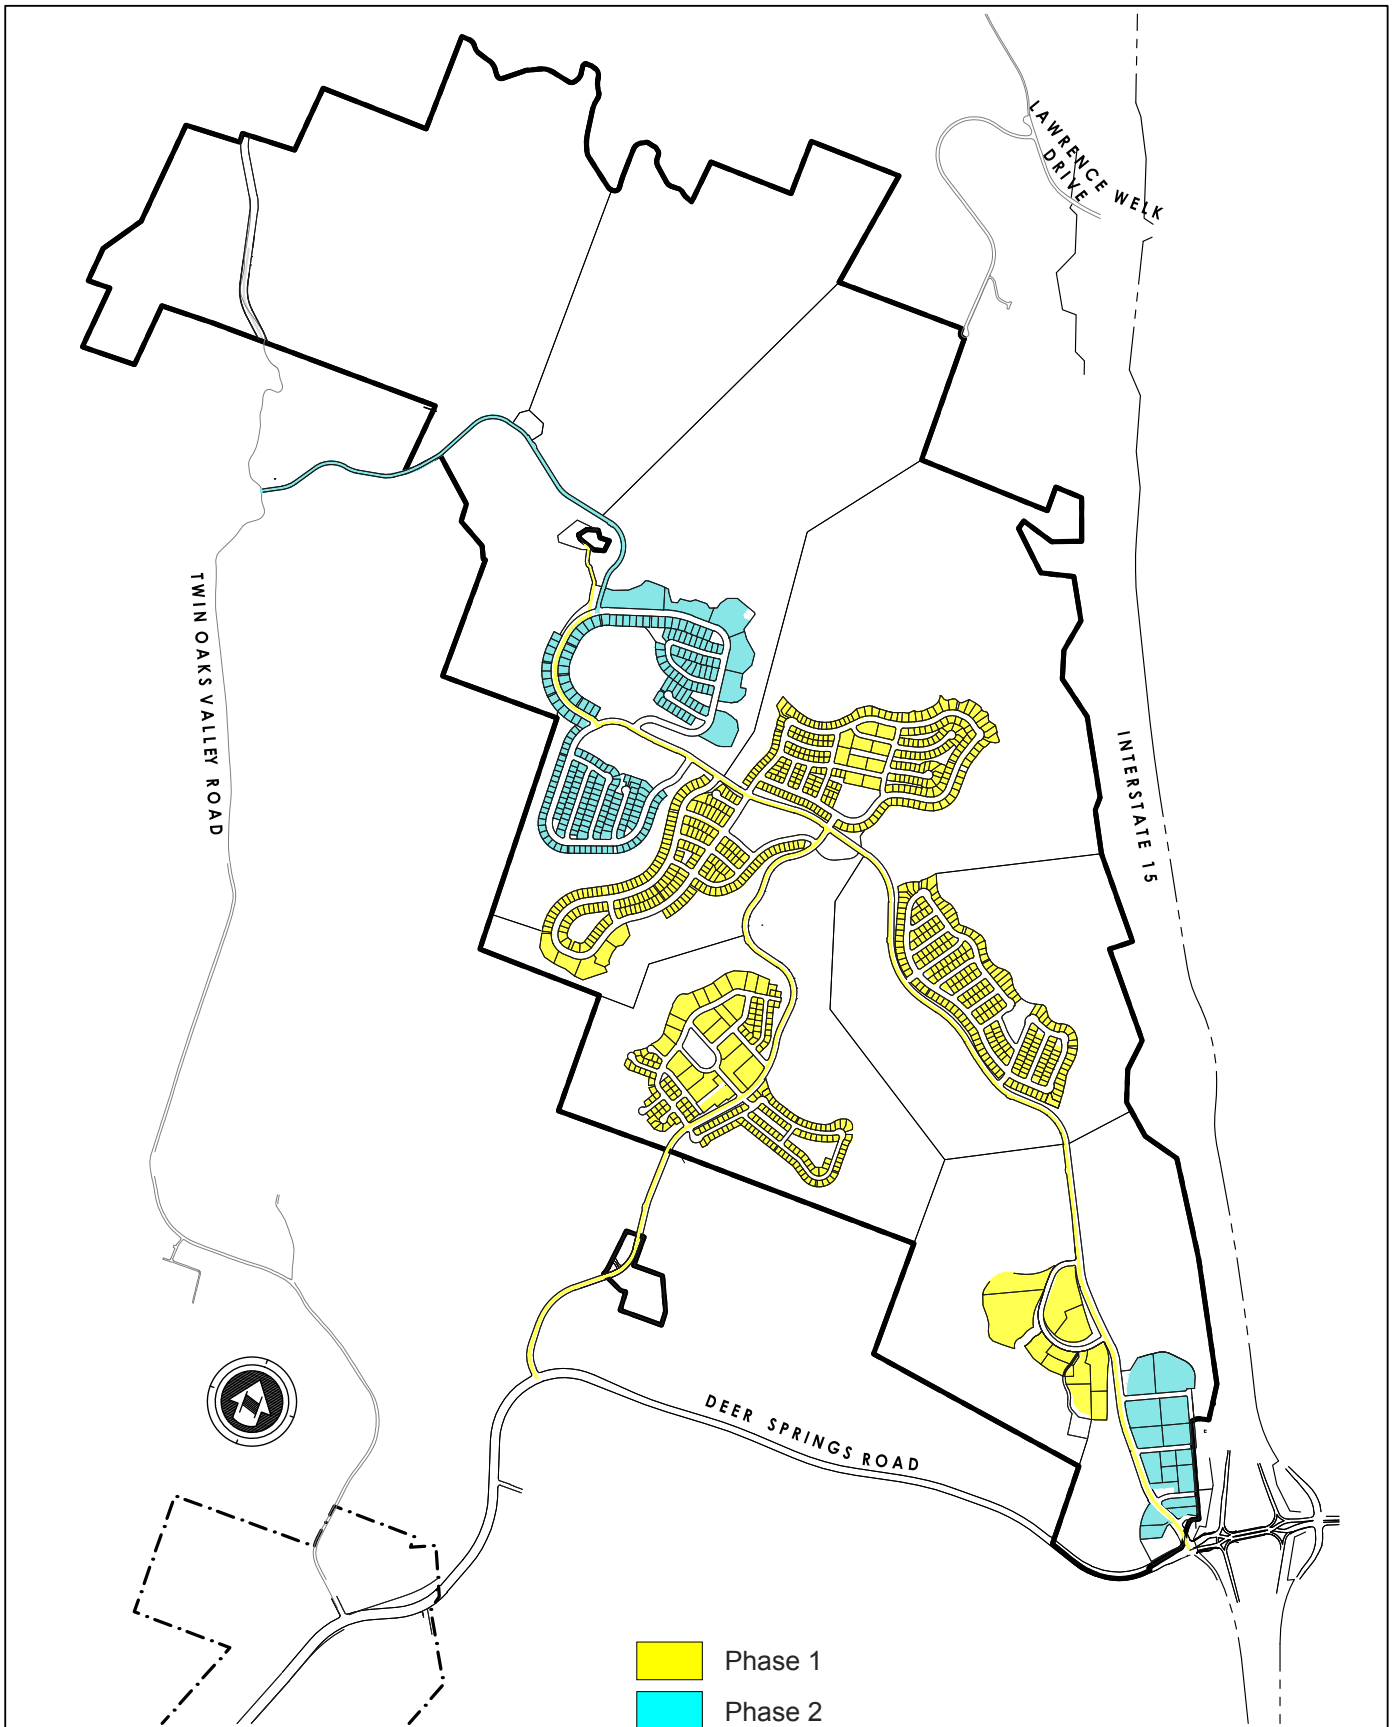 LAWRENCE WELK
DRIVE
TWIN OAKS VALLEY ROAD
INTERSTATE 15
DEER SPRINGS ROAD
Phase 1
Phase 2